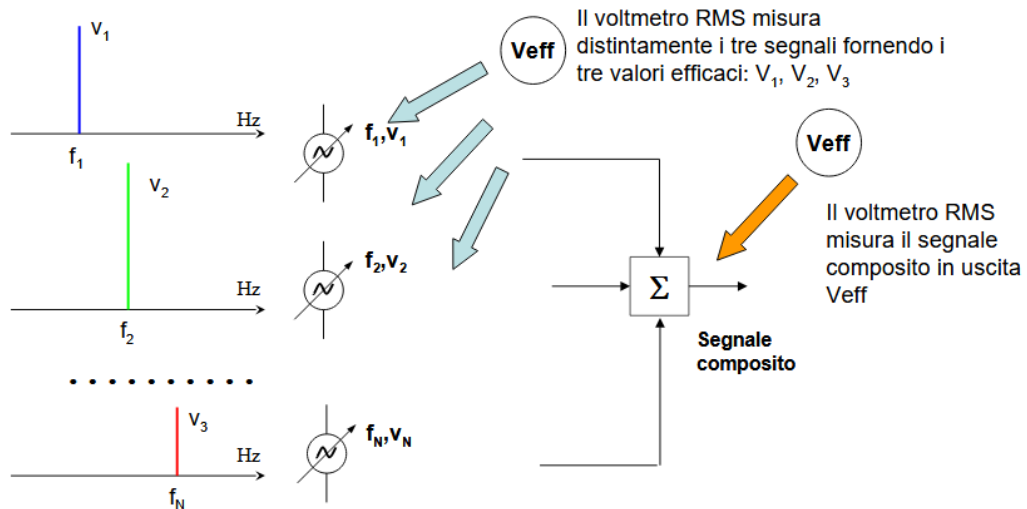 V1
Hz
f1
V2
Hz
f2
V3
Hz
fN
f1,v1
f2,v2
fN,vN
Veff
Il voltmetro RMS misura
distintamente i tre segnali fornendo i
tre valori efficaci: V1, V2, V3
Veff
Il voltmetro RMS
misura il segnale
composito in uscita
Veff
Σ
Segnale
composito